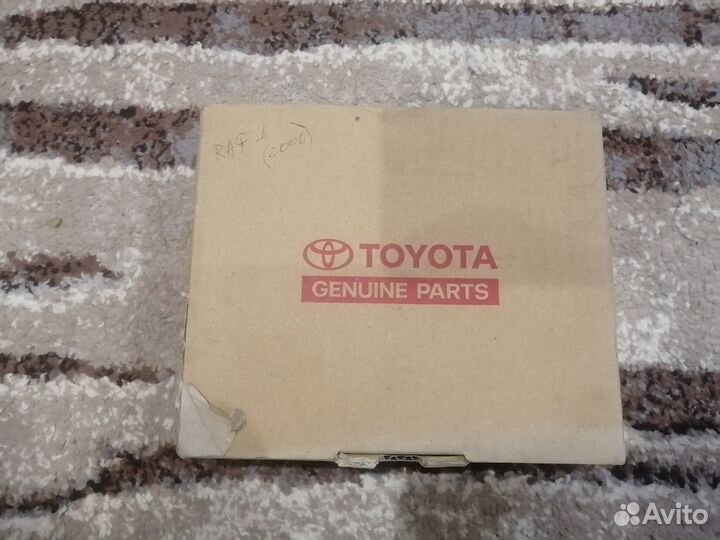 RAF-4
(2006).
TOYOTA
GENUINE PARTS
Avito